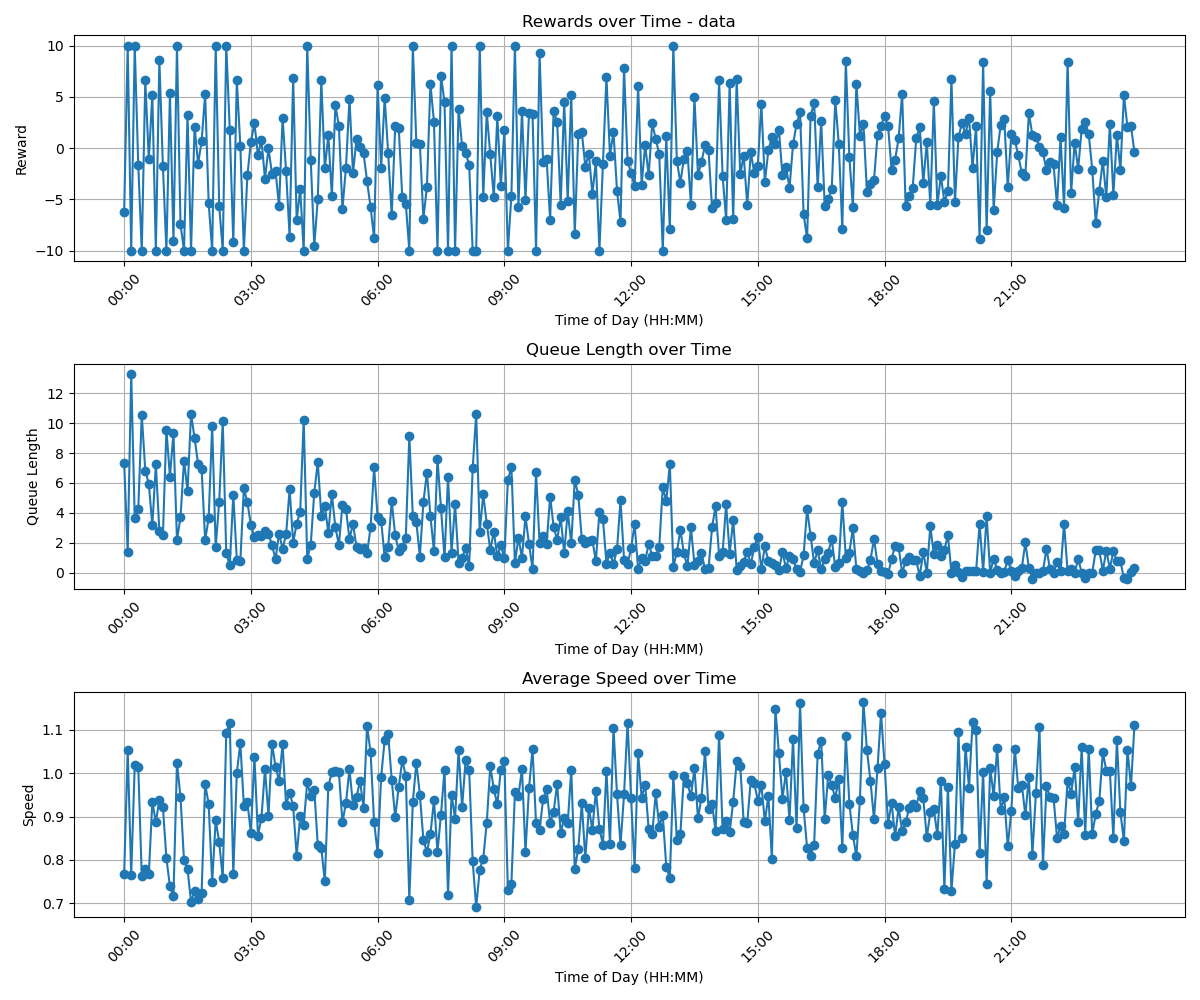 Rewards over Time - data
10
5
0
−5
−10
Reward
00:00 03:00 06:00 09:00 12:00 15:00 18:00 21:00
Time of Day (HH:MM)
Queue Length over Time
12
10
8
6
4
2
0
Queue Length
00:00 03:00 06:00 09:00 12:00 15:00 18:00 21:00
Time of Day (HH:MM)
Average Speed over Time
1.1
1.0
0.9
0.8
0.7
Speed
00:00 03:00 06:00 09:00 12:00 15:00 18:00 21:00
Time of Day (HH:MM)